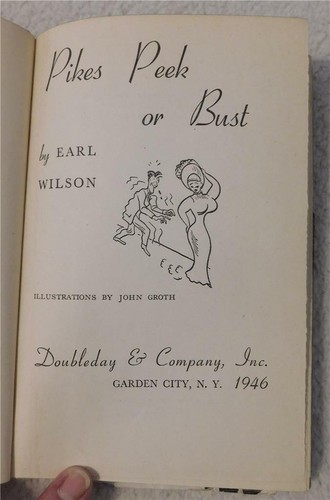 Pikes Peek
or Bust
by EARL
WILSON
ILLUSTRATIONS BY JOHN GROTH
Doubleday & Company, Inc.
GARDEN CITY, N. Y. 1946